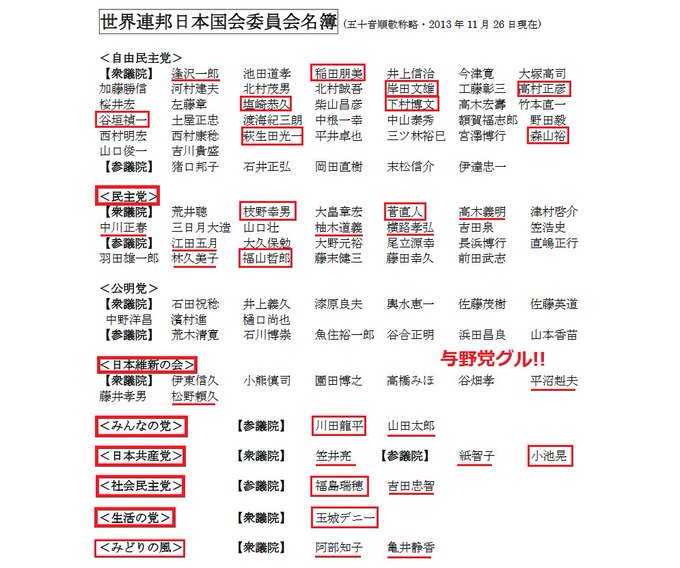 世界連邦日本国会委員会名簿 (五十音順敬称略・2013年11月26日現在)
＜自由民主党＞
【衆議院】 逢沢一郎 池田道孝 稲田朋美 井上信治 今津寛 大塚高司
加藤勝信 河村建夫 北村茂男 北村誠吾 岸田文雄 工藤彰三 高村正彦
桜井宏 左藤章 塩崎恭久 柴山昌彦 下村博文 高木宏壽 竹本直一
谷垣禎一 土屋正忠 渡海紀三朗 中根一幸 中山泰秀 額賀福志郎 野田毅
西村明宏 西村康稔 萩生田光一 平井卓也 三ツ林裕巳 宮澤博行 森山裕
山口俊一 吉川貴盛
【参議院】 猪口邦子 石井正弘 岡田直樹 末松信介 伊達忠一
＜民主党＞
【衆議院】 荒井聰 枝野幸男 大畠章宏 菅直人 高木義明 津村啓介
中川正春 三日月大造 山口壮 柚木道義 横路孝弘 吉田泉 笠浩史
【参議院】 江田五月 大久保勉 大野元裕 尾立源幸 長浜博行 直嶋正行
羽田雄一郎 林久美子 福山哲郎 藤末健三 藤田幸久 前田武志
＜公明党＞
【衆議院】 石田祝稔 井上義久 漆原良夫 輿水恵一 佐藤茂樹 佐藤英道
中野洋昌 濱村進 樋口尚也
【参議院】 荒木清寛 石川博崇 魚住裕一郎 谷合正明 浜田昌良 山本香苗
与野党グル!!
＜日本維新の会＞
【衆議院】 伊東信久 小熊慎司 園田博之 高橋みほ 谷畑孝 平沼赳夫
藤井孝男 松野頼久
＜みんなの党＞ 【参議院】 川田龍平 山田太郎
＜日本共産党＞ 【衆議院】 笠井亮 【参議院】 紙智子 小池晃
＜社会民主党＞ 【参議院】 福島瑞穂 吉田忠智
＜生活の党＞ 【衆議院】 玉城デニー
＜みどりの風＞ 【衆議院】 阿部知子 亀井静香